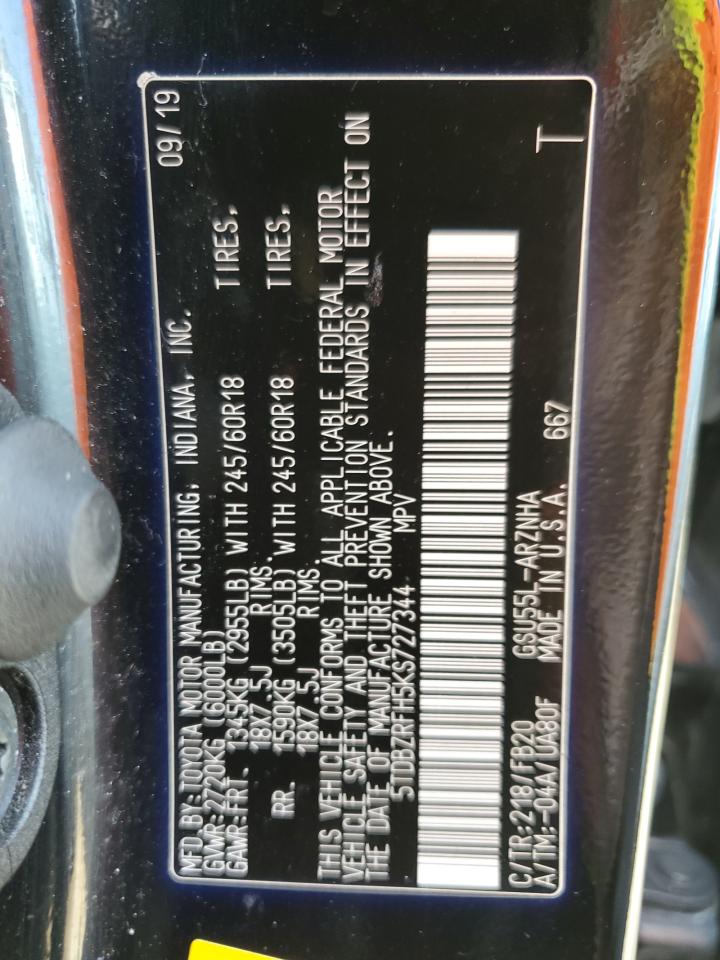 MFD.BY:TOYOTA MOTOR MANUFACTURING, INDIANA, INC. 09/19
GVWR:2720KG (6000LB)
GAWR:FRT. 1345KG (2955LB) WITH 245/60R18 TIRES,
18X7.5J RIMS.
RR. 1590KG (3505LB) WITH 245/60R18 TIRES,
18X7.5J RIMS.
THIS VEHICLE CONFORMS TO ALL APPLICABLE FEDERAL MOTOR
VEHICLE SAFETY AND THEFT PREVENTION STANDARDS IN EFFECT ON
THE DATE OF MANUFACTURE SHOWN ABOVE.
5TDBZRFH5KS727344 MPV
C/TR:218/FB20 GSU55L-ARZNHA
A/TM:-04A/UA80F MADE IN U.S.A. 667 T